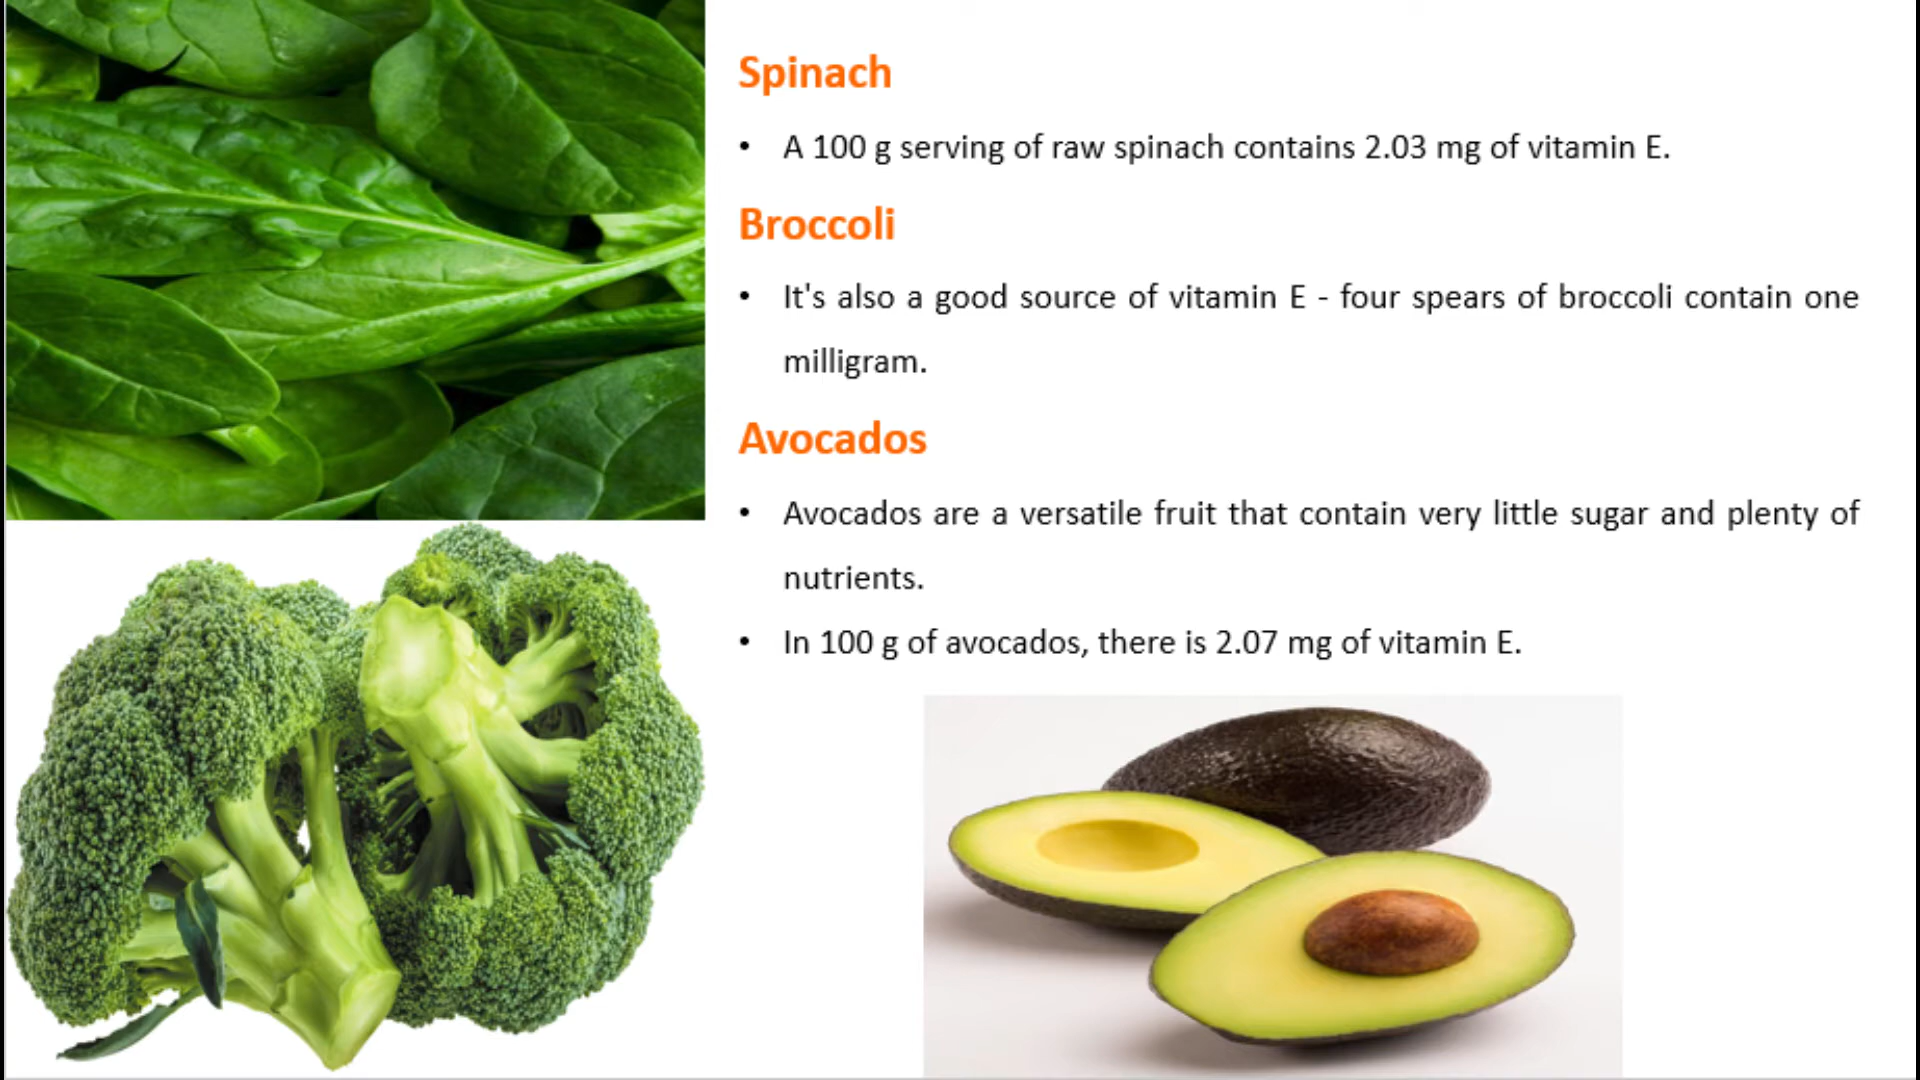 Spinach
• A 100 g serving of raw spinach contains 2.03 mg of vitamin E.
Broccoli
• It's also a good source of vitamin E - four spears of broccoli contain one
milligram.
Avocados
• Avocados are a versatile fruit that contain very little sugar and plenty of
nutrients.
• In 100 g of avocados, there is 2.07 mg of vitamin E.